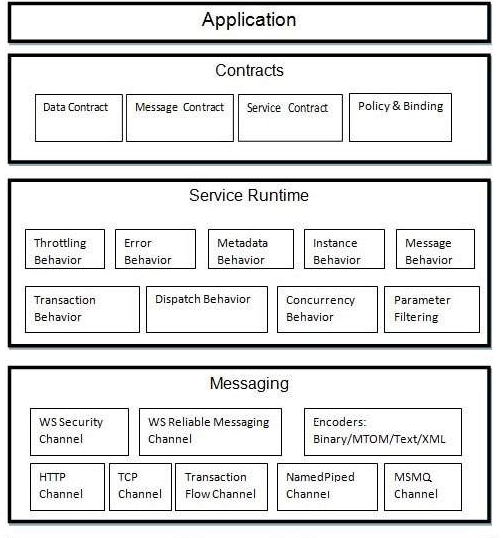 Application
Contracts
Data Contract
Message Contract
Service Contract
Policy & Binding
Service Runtime
Throttling
Behavior
Error
Behavior
Metadata
Behavior
Instance
Behavior
Message
Behavior
Transaction
Behavior
Dispatch Behavior
Concurrency
Behavior
Parameter
Filtering
Messaging
WS Security
Channel
WS Reliable Messaging
Channel
Encoders:
Binary/MTOM/Text/XML
HTTP
Channel
TCP
Channel
Transaction
Flow Channel
NamedPiped
Channel
MSMQ
Channel